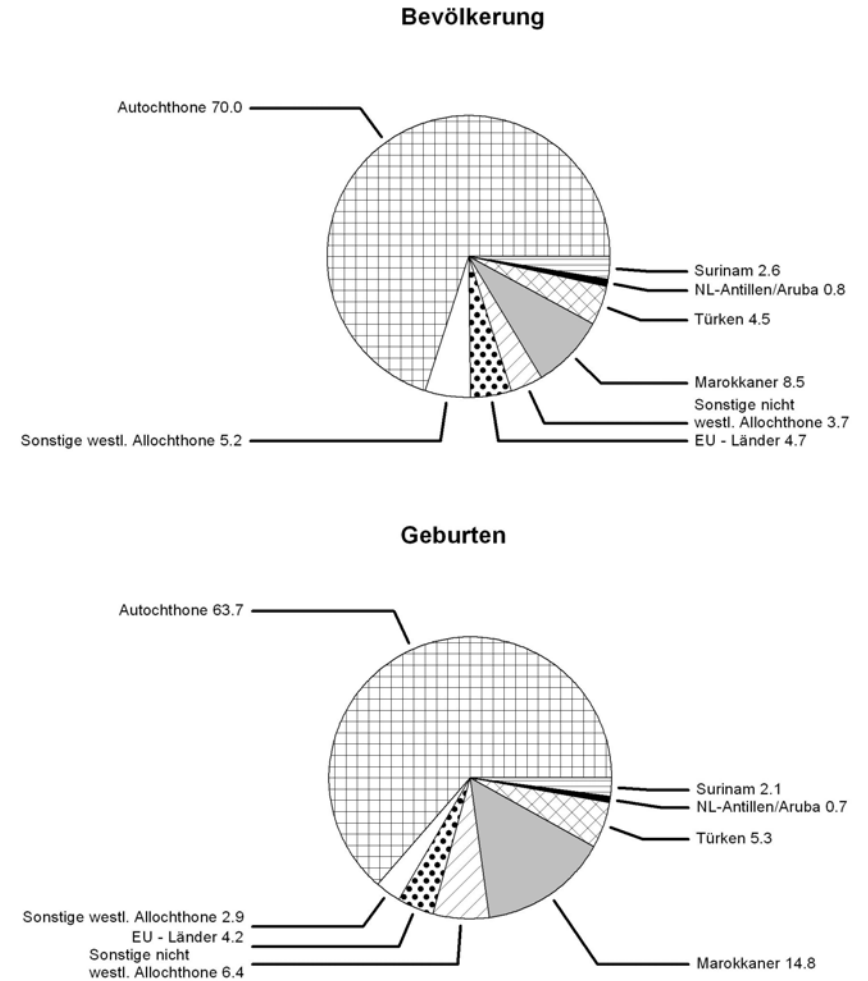 Bevölkerung
Autochthone 70.0
Surinam 2.6
NL-Antillen/Aruba 0.8
Türken 4.5
Marokkaner 8.5
Sonstige nicht
westl. Allochthone 3.7
EU - Länder 4.7
Sonstige westl. Allochthone 5.2
Geburten
Autochthone 63.7
Surinam 2.1
NL-Antillen/Aruba 0.7
Türken 5.3
Sonstige westl. Allochthone 2.9
EU - Länder 4.2
Sonstige nicht
westl. Allochthone 6.4
Marokkaner 14.8